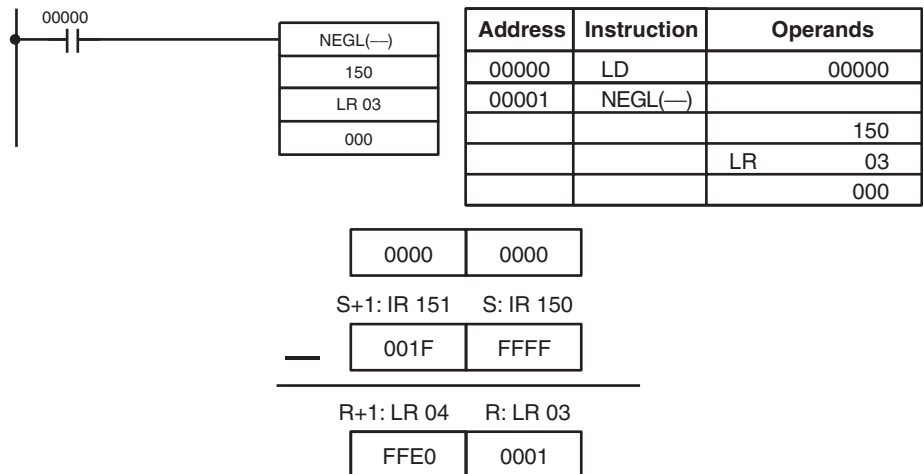 00000
NEGL(––)
150
LR 03
000
Address Instruction Operands
00000 LD 00000
00001 NEGL(––)
150
LR 03
000
0000 0000
S+1: IR 151 S: IR 150
— 001F FFFF
R+1: LR 04 R: LR 03
FFE0 0001